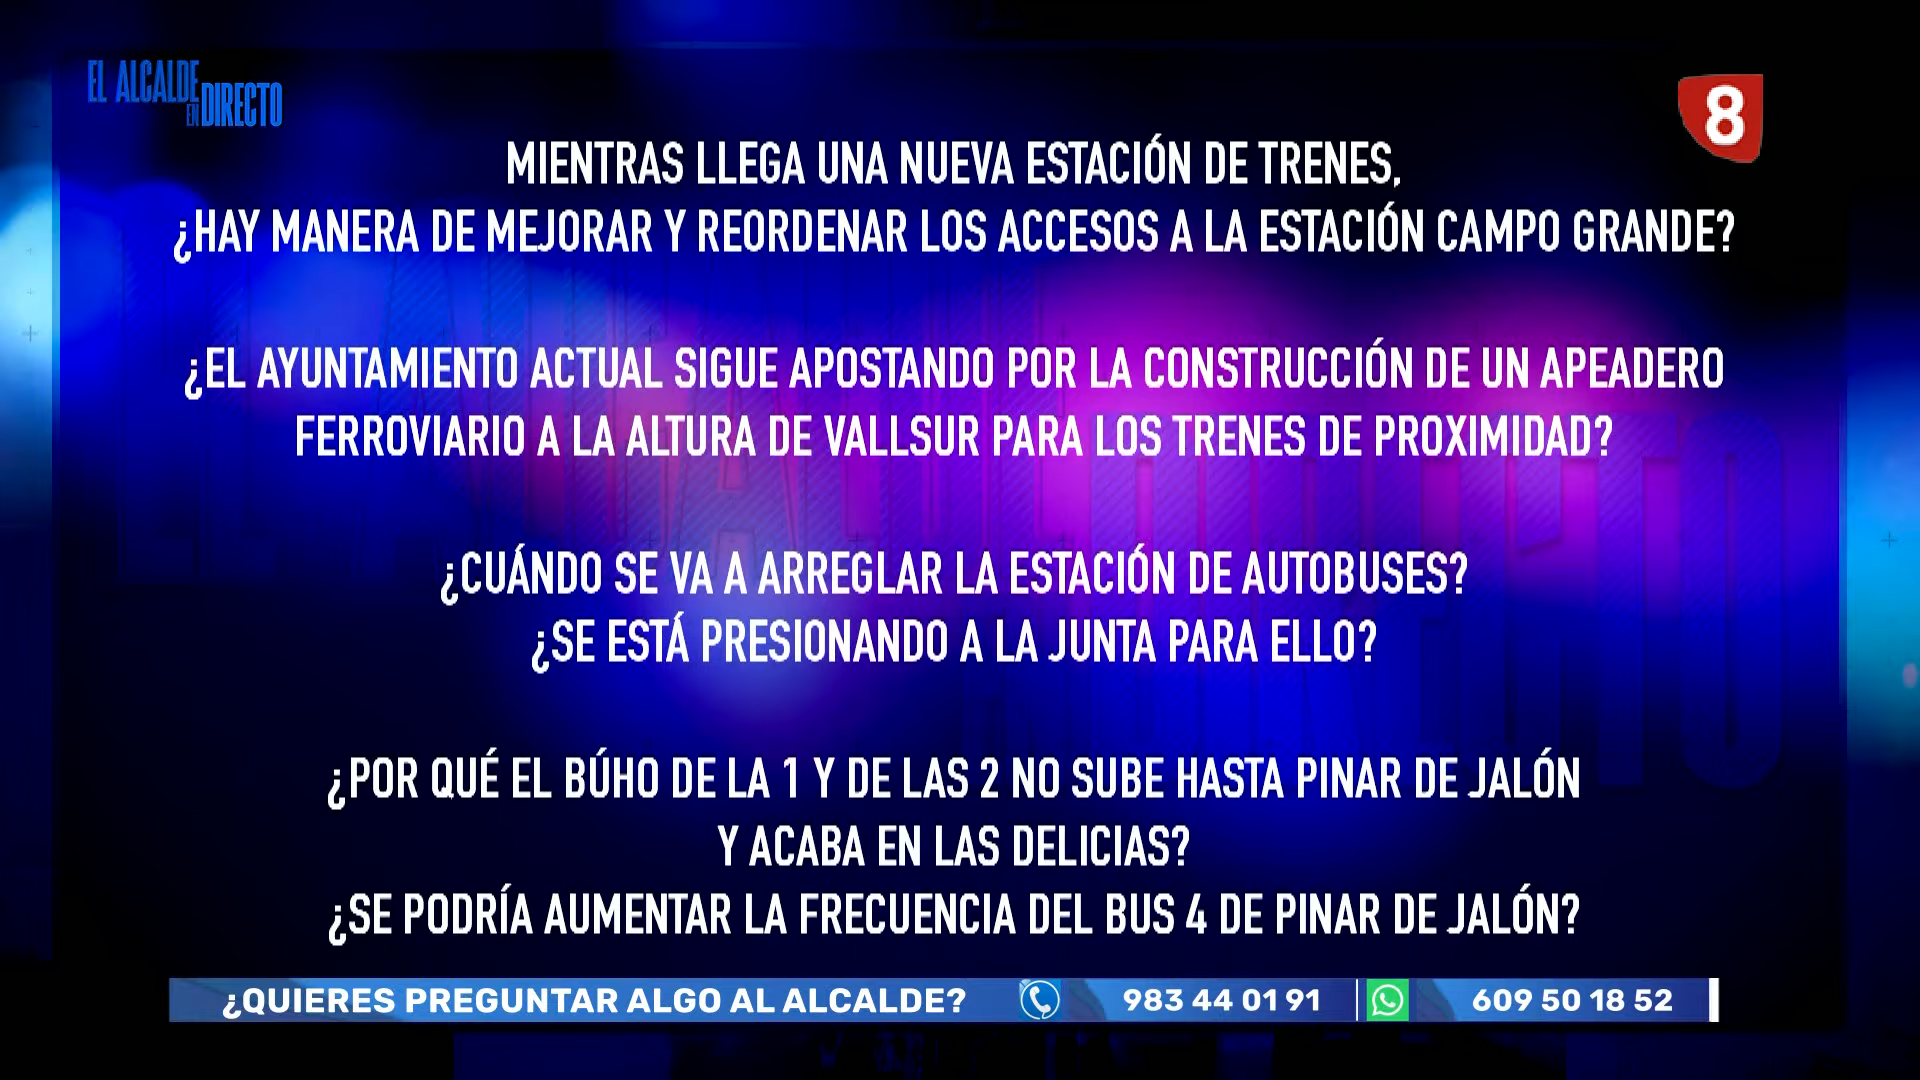 EL ALCALDE
EN DIRECTO
8
MIENTRAS LLEGA UNA NUEVA ESTACIÓN DE TRENES,
¿HAY MANERA DE MEJORAR Y REORDENAR LOS ACCESOS A LA ESTACIÓN CAMPO GRANDE?
¿EL AYUNTAMIENTO ACTUAL SIGUE APOSTANDO POR LA CONSTRUCCIÓN DE UN APEADERO
FERROVIARIO A LA ALTURA DE VALLSUR PARA LOS TRENES DE PROXIMIDAD?
¿CUÁNDO SE VA A ARREGLAR LA ESTACIÓN DE AUTOBUSES?
¿SE ESTÁ PRESIONANDO A LA JUNTA PARA ELLO?
¿POR QUÉ EL BÚHO DE LA 1 Y DE LAS 2 NO SUBE HASTA PINAR DE JALÓN
Y ACABA EN LAS DELICIAS?
¿SE PODRÍA AUMENTAR LA FRECUENCIA DEL BUS 4 DE PINAR DE JALÓN?
¿QUIERES PREGUNTAR ALGO AL ALCALDE? 983 44 01 91 609 50 18 52